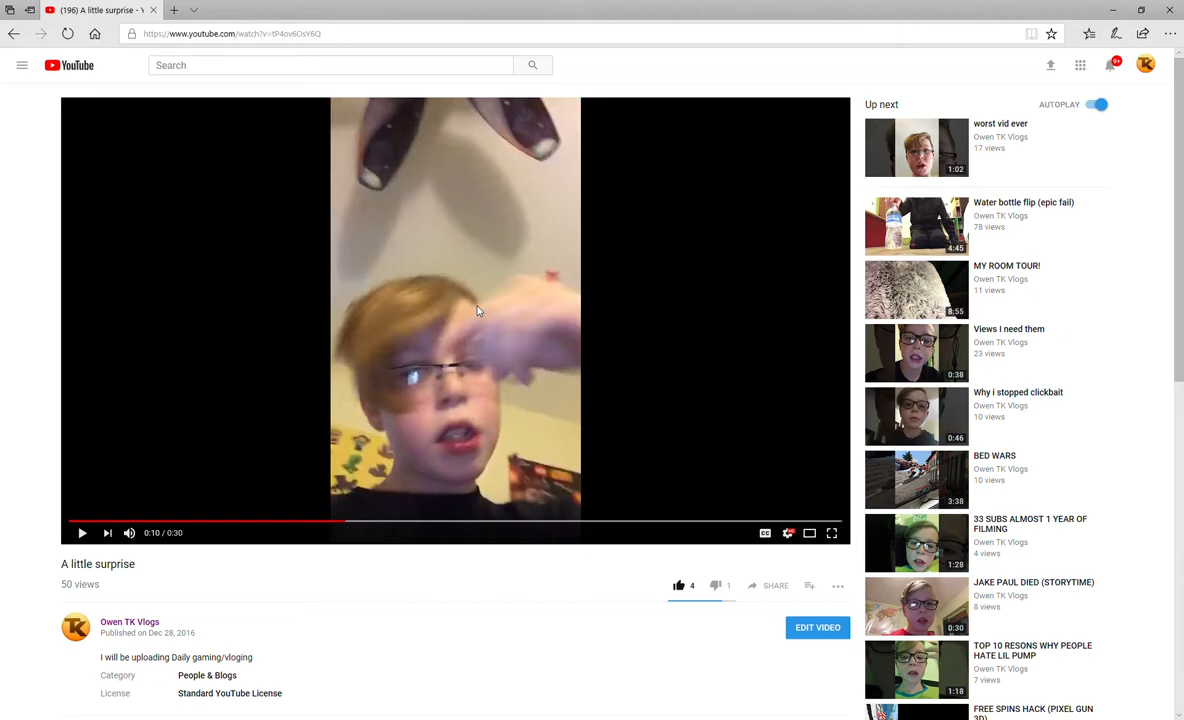 (196) A little surprise - Y
https://www.youtube.com/watch?v=tP4ov6OsY6Q
YouTube
Search
9+
TK
Up next
AUTOPLAY
worst vid ever
Owen TK Vlogs
17 views
1:02
Water bottle flip (epic fail)
Owen TK Vlogs
78 views
4:45
MY ROOM TOUR!
Owen TK Vlogs
11 views
8:55
Views I need them
Owen TK Vlogs
23 views
0:38
Why i stopped clickbait
Owen TK Vlogs
10 views
0:46
BED WARS
Owen TK Vlogs
10 views
3:38
33 SUBS ALMOST 1 YEAR OF
FILMING
Owen TK Vlogs
4 views
1:28
JAKE PAUL DIED (STORYTIME)
Owen TK Vlogs
8 views
0:30
TOP 10 RESONS WHY PEOPLE
HATE LIL PUMP
Owen TK Vlogs
7 views
1:18
FREE SPINS HACK (PIXEL GUN
3D)
0:10 / 0:30
CC
HD
A little surprise
50 views
4
1
SHARE
TK
Owen TK Vlogs
Published on Dec 28, 2016
EDIT VIDEO
I will be uploading Daily gaming/vloging
Category People & Blogs
License Standard YouTube License